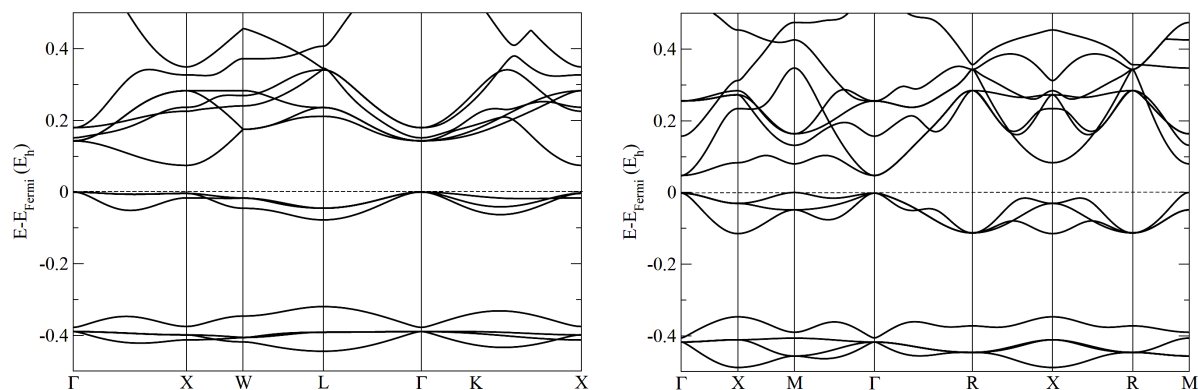 0.4
0.2
0
-0.2
-0.4
E-E_Fermi (E_h)
Γ X W L Γ K X
0.4
0.2
0
-0.2
-0.4
E-E_Fermi (E_h)
Γ X M Γ R X R M